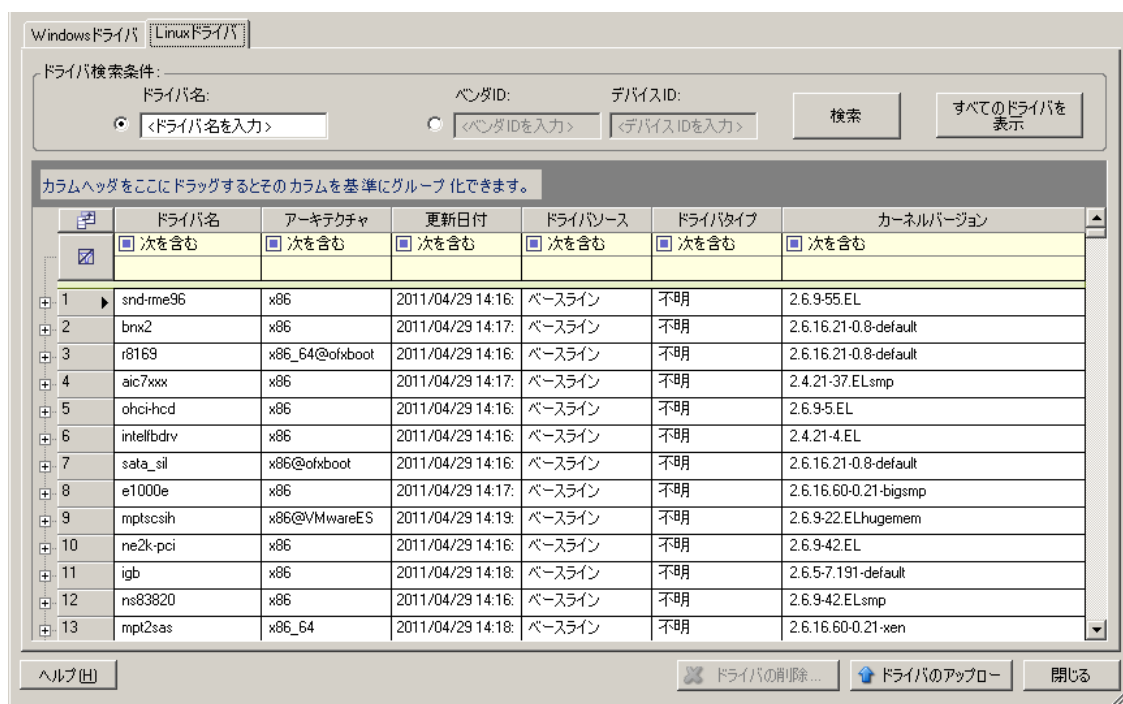 Windowsドライバ Linuxドライバ
ドライバ検索条件:
ドライバ名: ベンダID: デバイスID:
<ドライバ名を入力> <ベンダIDを入力> <デバイスIDを入力> 検索 すべてのドライバを
表示
カラムヘッダをここにドラッグするとそのカラムを基準にグループ化できます。
ドライバ名 アーキテクチャ 更新日付 ドライバソース ドライバタイプ カーネルバージョン
次を含む 次を含む 次を含む 次を含む 次を含む 次を含む
1 snd-rme96 x86 2011/04/29 14:16: ベースライン 不明 2.6.9-55.EL
2 bnx2 x86 2011/04/29 14:17: ベースライン 不明 2.6.16.21-0.8-default
3 r8169 x86_64@ofxboot 2011/04/29 14:16: ベースライン 不明 2.6.16.21-0.8-default
4 aic7xxx x86 2011/04/29 14:17: ベースライン 不明 2.4.21-37.ELsmp
5 ohci-hcd x86 2011/04/29 14:16: ベースライン 不明 2.6.9-5.EL
6 intelfbdrv x86 2011/04/29 14:16: ベースライン 不明 2.4.21-4.EL
7 sata_sil x86@ofxboot 2011/04/29 14:16: ベースライン 不明 2.6.16.21-0.8-default
8 e1000e x86 2011/04/29 14:17: ベースライン 不明 2.6.16.60-0.21-bigsmp
9 mptscsih x86@VMwareES 2011/04/29 14:19: ベースライン 不明 2.6.9-22.ELhugemem
10 ne2k-pci x86 2011/04/29 14:16: ベースライン 不明 2.6.9-42.EL
11 igb x86 2011/04/29 14:18: ベースライン 不明 2.6.5-7.191-default
12 ns83820 x86 2011/04/29 14:16: ベースライン 不明 2.6.9-42.ELsmp
13 mpt2sas x86_64 2011/04/29 14:18: ベースライン 不明 2.6.16.60-0.21-xen
ヘルプ(H) ドライバの削除... ドライバのアップロー 閉じる